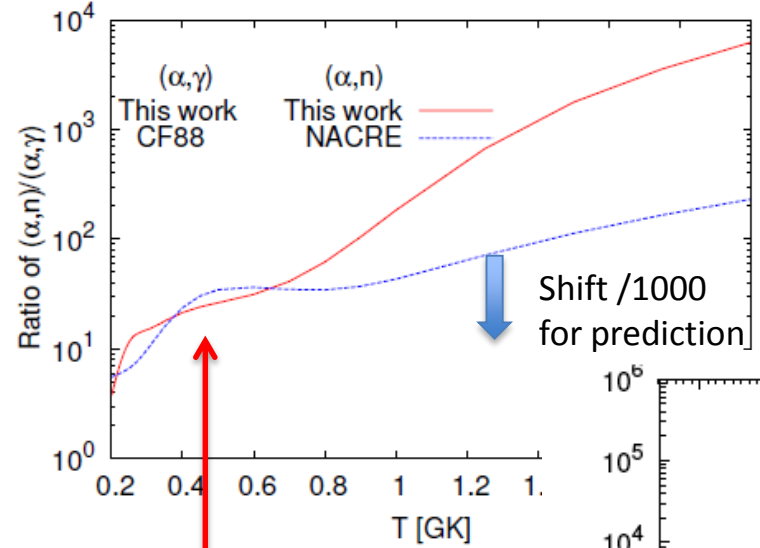 10^4
10^3
10^2
10^1
10^0
Ratio of (α,n)/(α,γ)
(α,γ) (α,n)
This work This work
CF88 NACRE
Shift /1000
for prediction
0.2 0.4 0.6 0.8 1 1.2 1.
T [GK]
10^6
10^5
10^4